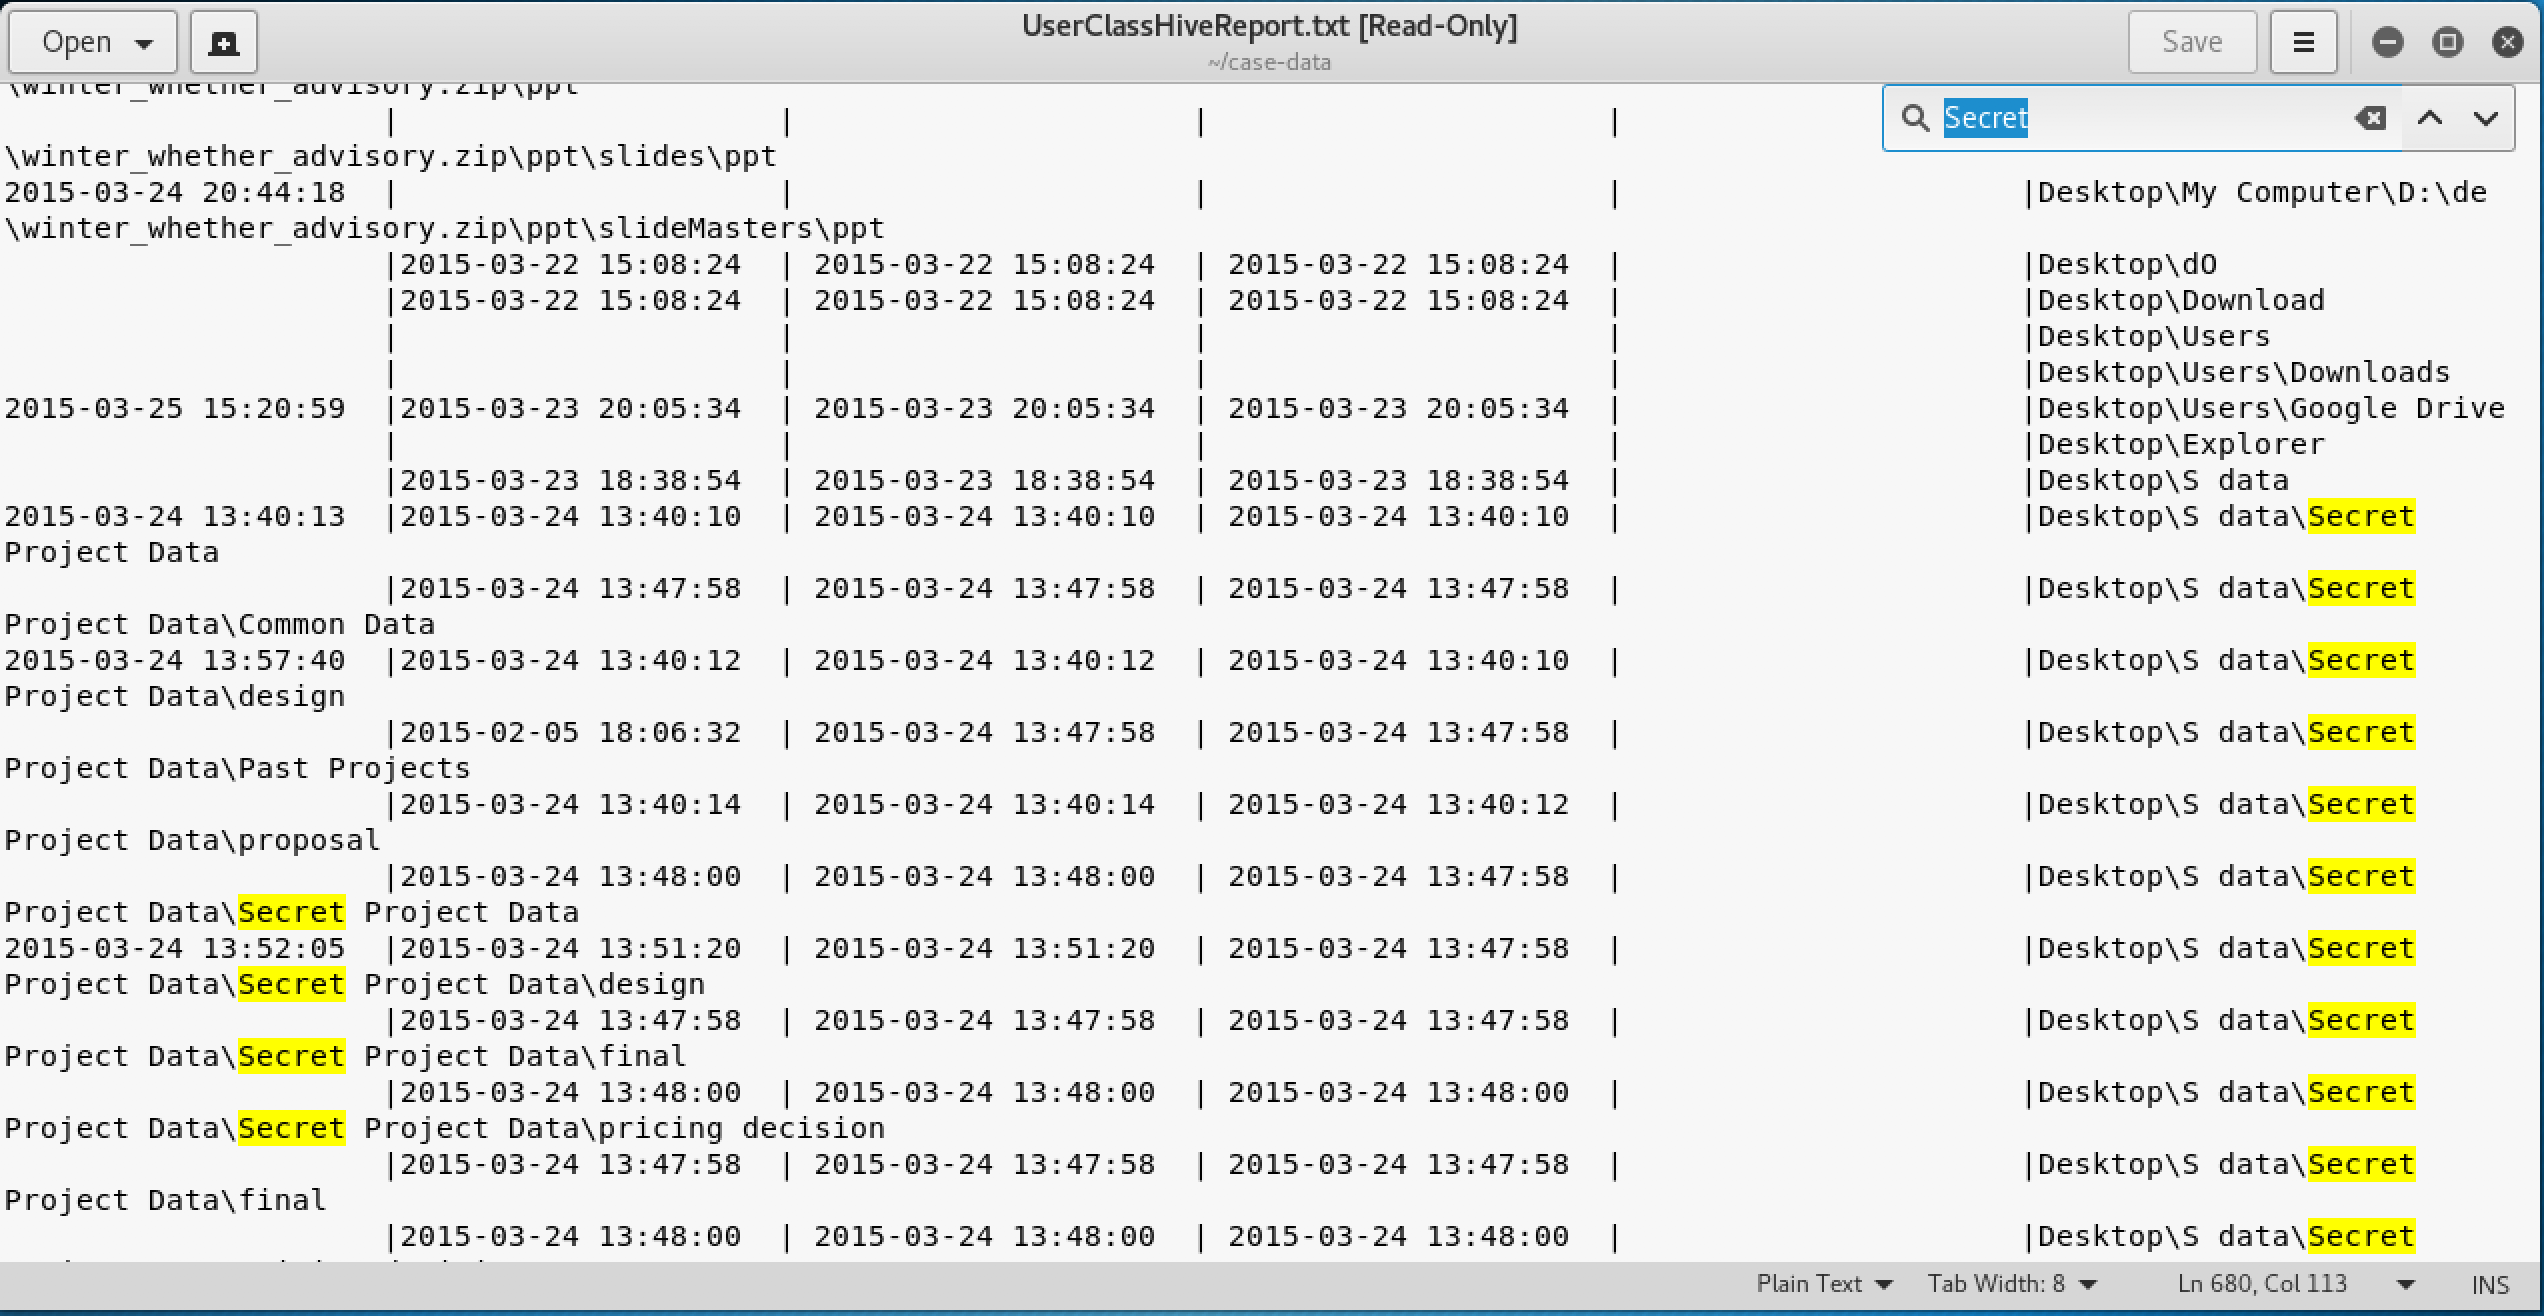 Open
UserClassHiveReport.txt [Read-Only]
~/case-data
Save
Secret
\winter_whether_advisory.zip\ppt
| | | |
\winter_whether_advisory.zip\ppt\slides\ppt
2015-03-24 20:44:18 | | | | |Desktop\My Computer\D:\de
\winter_whether_advisory.zip\ppt\slideMasters\ppt
|2015-03-22 15:08:24 | 2015-03-22 15:08:24 | 2015-03-22 15:08:24 | |Desktop\dO
|2015-03-22 15:08:24 | 2015-03-22 15:08:24 | 2015-03-22 15:08:24 | |Desktop\Download
| | | | |Desktop\Users
| | | | |Desktop\Users\Downloads
2015-03-25 15:20:59 |2015-03-23 20:05:34 | 2015-03-23 20:05:34 | 2015-03-23 20:05:34 | |Desktop\Users\Google Drive
| | | | |Desktop\Explorer
|2015-03-23 18:38:54 | 2015-03-23 18:38:54 | 2015-03-23 18:38:54 | |Desktop\S data
2015-03-24 13:40:13 |2015-03-24 13:40:10 | 2015-03-24 13:40:10 | 2015-03-24 13:40:10 | |Desktop\S data\Secret
Project Data
|2015-03-24 13:47:58 | 2015-03-24 13:47:58 | 2015-03-24 13:47:58 | |Desktop\S data\Secret
Project Data\Common Data
2015-03-24 13:57:40 |2015-03-24 13:40:12 | 2015-03-24 13:40:12 | 2015-03-24 13:40:10 | |Desktop\S data\Secret
Project Data\design
|2015-02-05 18:06:32 | 2015-03-24 13:47:58 | 2015-03-24 13:47:58 | |Desktop\S data\Secret
Project Data\Past Projects
|2015-03-24 13:40:14 | 2015-03-24 13:40:14 | 2015-03-24 13:40:12 | |Desktop\S data\Secret
Project Data\proposal
|2015-03-24 13:48:00 | 2015-03-24 13:48:00 | 2015-03-24 13:47:58 | |Desktop\S data\Secret
Project Data\Secret Project Data
2015-03-24 13:52:05 |2015-03-24 13:51:20 | 2015-03-24 13:51:20 | 2015-03-24 13:47:58 | |Desktop\S data\Secret
Project Data\Secret Project Data\design
|2015-03-24 13:47:58 | 2015-03-24 13:47:58 | 2015-03-24 13:47:58 | |Desktop\S data\Secret
Project Data\Secret Project Data\final
|2015-03-24 13:48:00 | 2015-03-24 13:48:00 | 2015-03-24 13:48:00 | |Desktop\S data\Secret
Project Data\Secret Project Data\pricing decision
|2015-03-24 13:47:58 | 2015-03-24 13:47:58 | 2015-03-24 13:47:58 | |Desktop\S data\Secret
Project Data\final
|2015-03-24 13:48:00 | 2015-03-24 13:48:00 | 2015-03-24 13:48:00 | |Desktop\S data\Secret
Plain Text Tab Width: 8 Ln 680, Col 113 INS